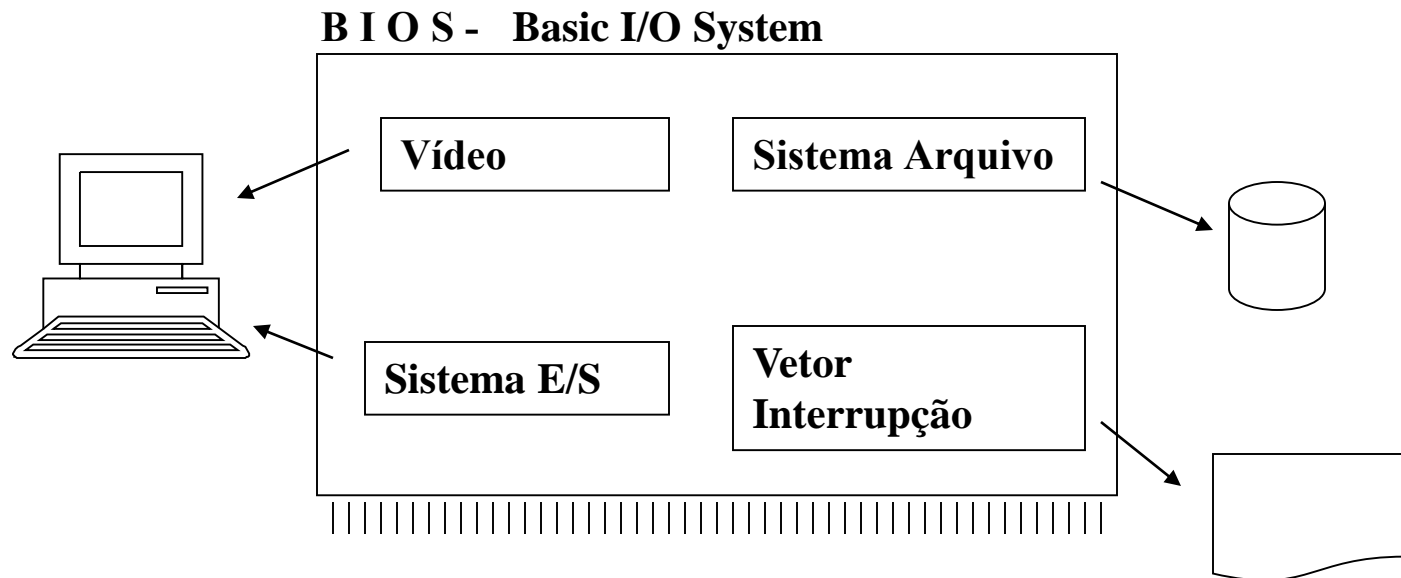 B I O S - Basic I/O System
Vídeo
Sistema Arquivo
Sistema E/S
Vetor
Interrupção